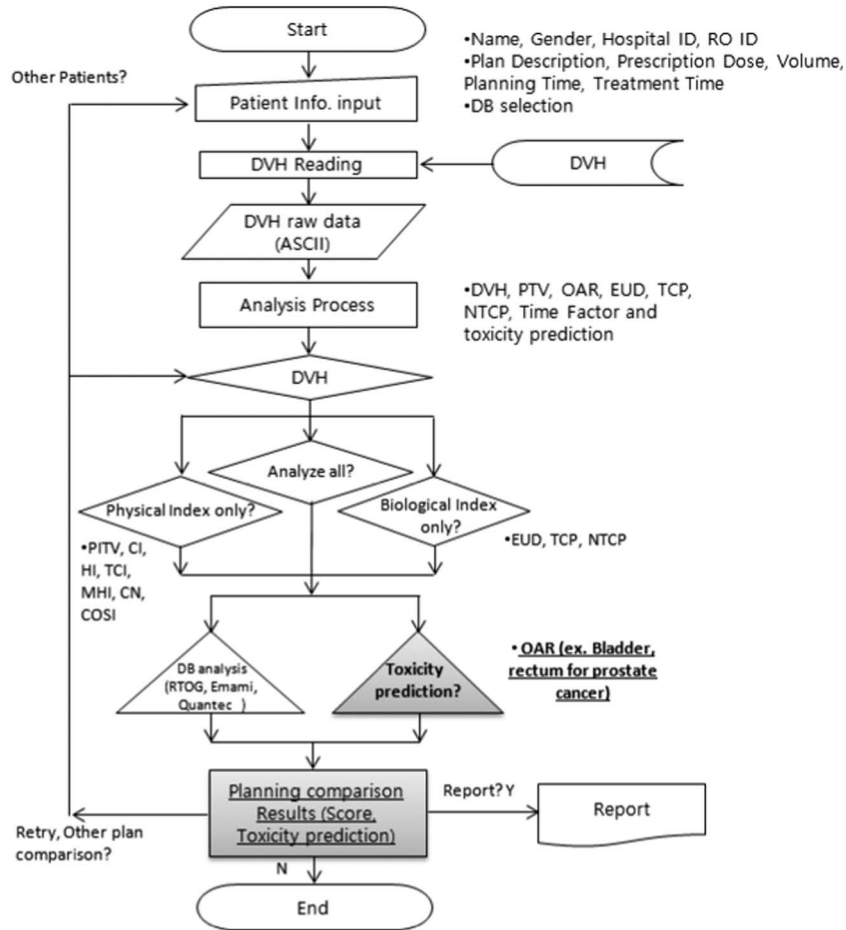 Start
•Name, Gender, Hospital ID, RO ID
•Plan Description, Prescription Dose, Volume,
Planning Time, Treatment Time
•DB selection
Other Patients?
Patient Info. input
DVH Reading
DVH
DVH raw data
(ASCII)
Analysis Process
•DVH, PTV, OAR, EUD, TCP,
NTCP, Time Factor and
toxicity prediction
DVH
Analyze all?
Physical Index only?
Biological Index
only?
•PITV, CI,
HI, TCI,
MHI, CN,
COSI
•EUD, TCP, NTCP
DB analysis
(RTOG, Emami,
Quantec )
Toxicity
prediction?
•OAR (ex. Bladder,
rectum for prostate
cancer)
Planning comparison
Results (Score,
Toxicity prediction)
Report? Y
Report
Retry, Other plan
comparison?
N
End